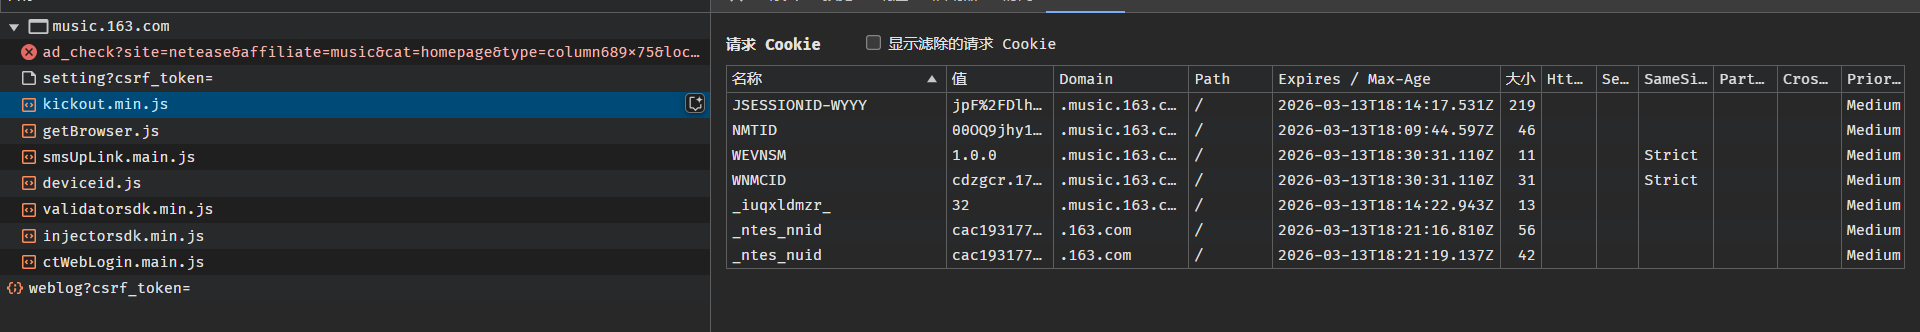 music.163.com
ad_check?site=netease&affiliate=music&cat=homepage&type=column689×75&loc…
setting?csrf_token=
kickout.min.js
getBrowser.js
smsUpLink.main.js
deviceid.js
validatorsdk.min.js
injectorsdk.min.js
ctWebLogin.main.js
weblog?csrf_token=
请求 Cookie 显示滤除的请求 Cookie
名称 值 Domain Path Expires / Max-Age 大小 Htt… Se… SameSi… Part… Cros… Prior…
JSESSIONID-WYYY jpF%2FDlh… .music.163.c… / 2026-03-13T18:14:17.531Z 219 Medium
NMTID 00OQ9jhy1… .music.163.c… / 2026-03-13T18:09:44.597Z 46 Medium
WEVNSM 1.0.0 .music.163.c… / 2026-03-13T18:30:31.110Z 11 Strict Medium
WNMCID cdzgcr.17… .music.163.c… / 2026-03-13T18:30:31.110Z 31 Strict Medium
_iuqxldmzr_ 32 .music.163.c… / 2026-03-13T18:14:22.943Z 13 Medium
_ntes_nnid cac193177… .163.com / 2026-03-13T18:21:16.810Z 56 Medium
_ntes_nuid cac193177… .163.com / 2026-03-13T18:21:19.137Z 42 Medium